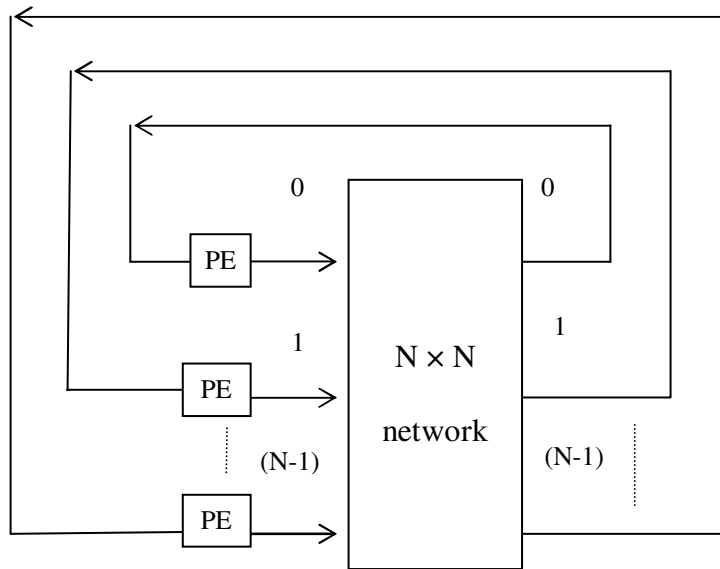 0
0
PE
1
1
N × N
PE
network
(N-1)
(N-1)
PE